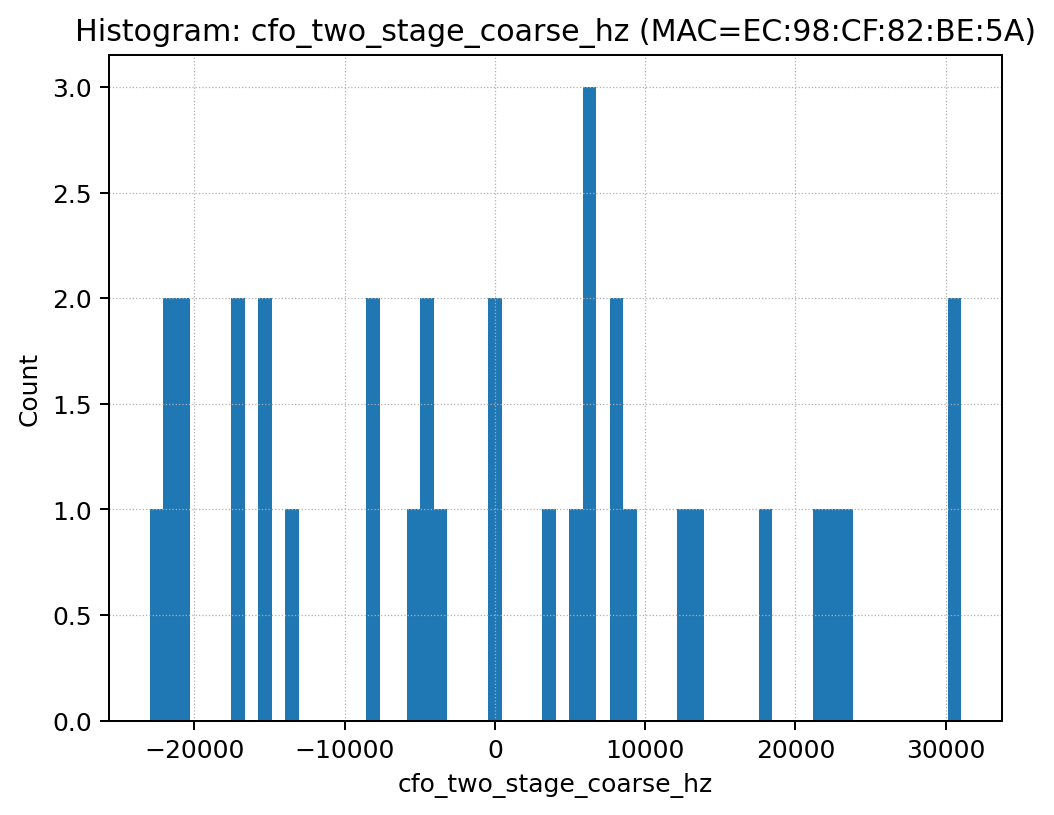 Histogram: cfo_two_stage_coarse_hz (MAC=EC:98:CF:82:BE:5A)
3.0
2.5
2.0
1.5
1.0
0.5
0.0
Count
−20000 −10000 0 10000 20000 30000
cfo_two_stage_coarse_hz